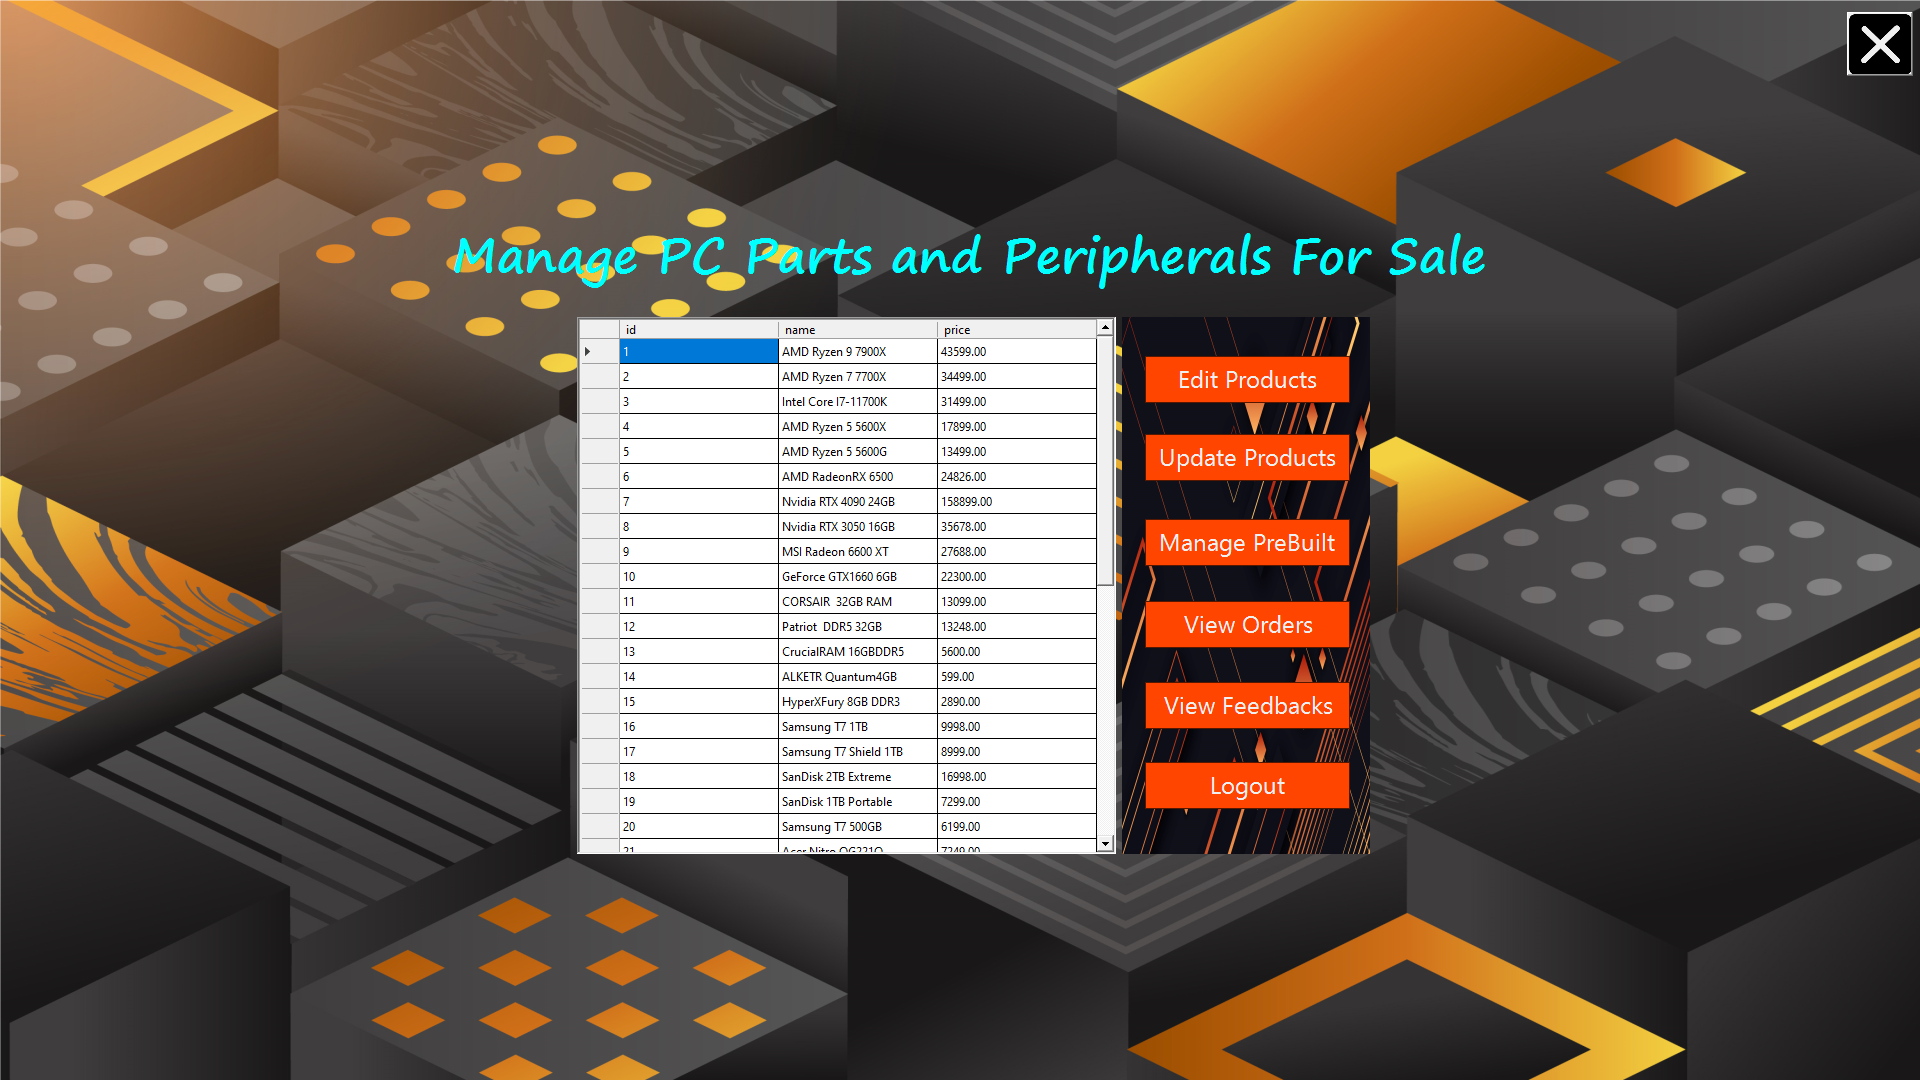 Manage PC Parts and Peripherals For Sale
id name price
1 AMD Ryzen 9 7900X 43599.00
2 AMD Ryzen 7 7700X 34499.00
3 Intel Core I7-11700K 31499.00
4 AMD Ryzen 5 5600X 17899.00
5 AMD Ryzen 5 5600G 13499.00
6 AMD RadeonRX 6500 24826.00
7 Nvidia RTX 4090 24GB 158899.00
8 Nvidia RTX 3050 16GB 35678.00
9 MSI Radeon 6600 XT 27688.00
10 GeForce GTX1660 6GB 22300.00
11 CORSAIR  32GB RAM 13099.00
12 Patriot  DDR5 32GB 13248.00
13 CrucialRAM 16GBDDR5 5600.00
14 ALKETR Quantum4GB 599.00
15 HyperXFury 8GB DDR3 2890.00
16 Samsung T7 1TB 9998.00
17 Samsung T7 Shield 1TB 8999.00
18 SanDisk 2TB Extreme 16998.00
19 SanDisk 1TB Portable 7299.00
20 Samsung T7 500GB 6199.00
21 Acer Nitro QG221Q 7249.00
Edit Products
Update Products
Manage PreBuilt
View Orders
View Feedbacks
Logout